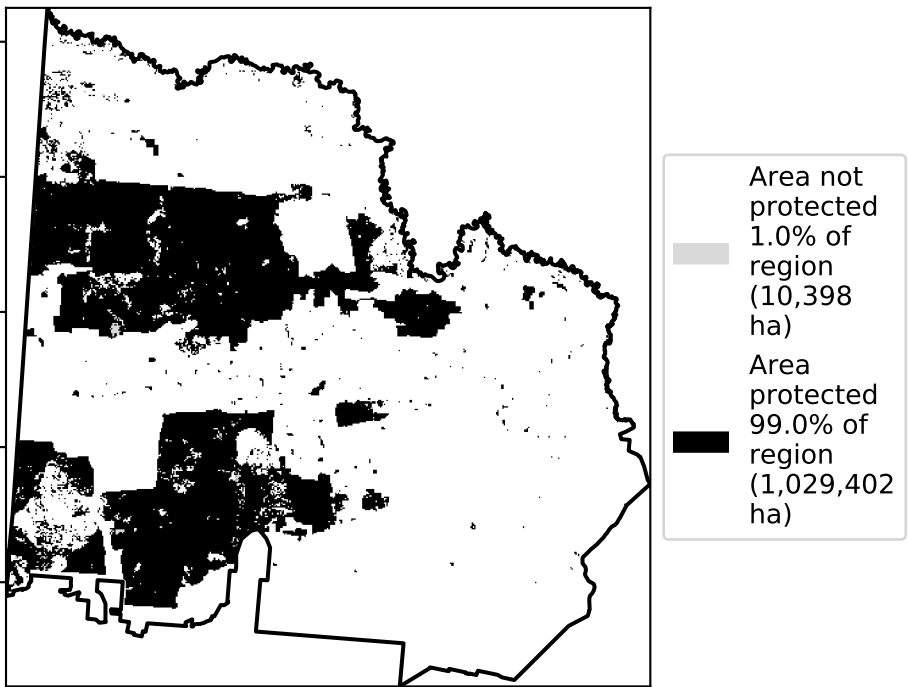 Area not
protected
1.0% of
region
(10,398
ha)
Area
protected
99.0% of
region
(1,029,402
ha)